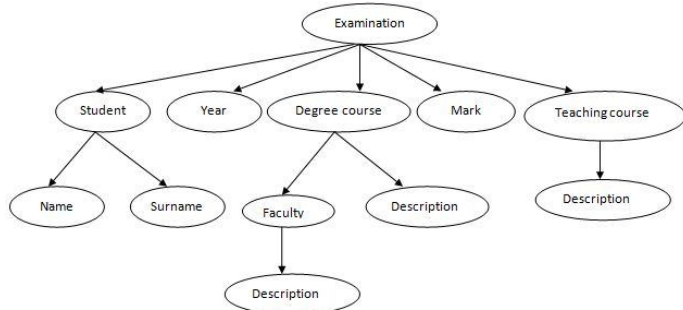 Examination
Student
Year
Degree course
Mark
Teaching course
Name
Surname
Faculty
Description
Description
Description